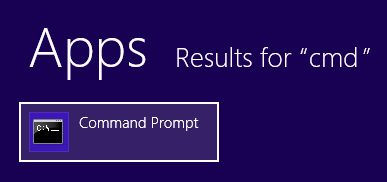 Apps Results for “cmd”
Command Prompt
C:\_